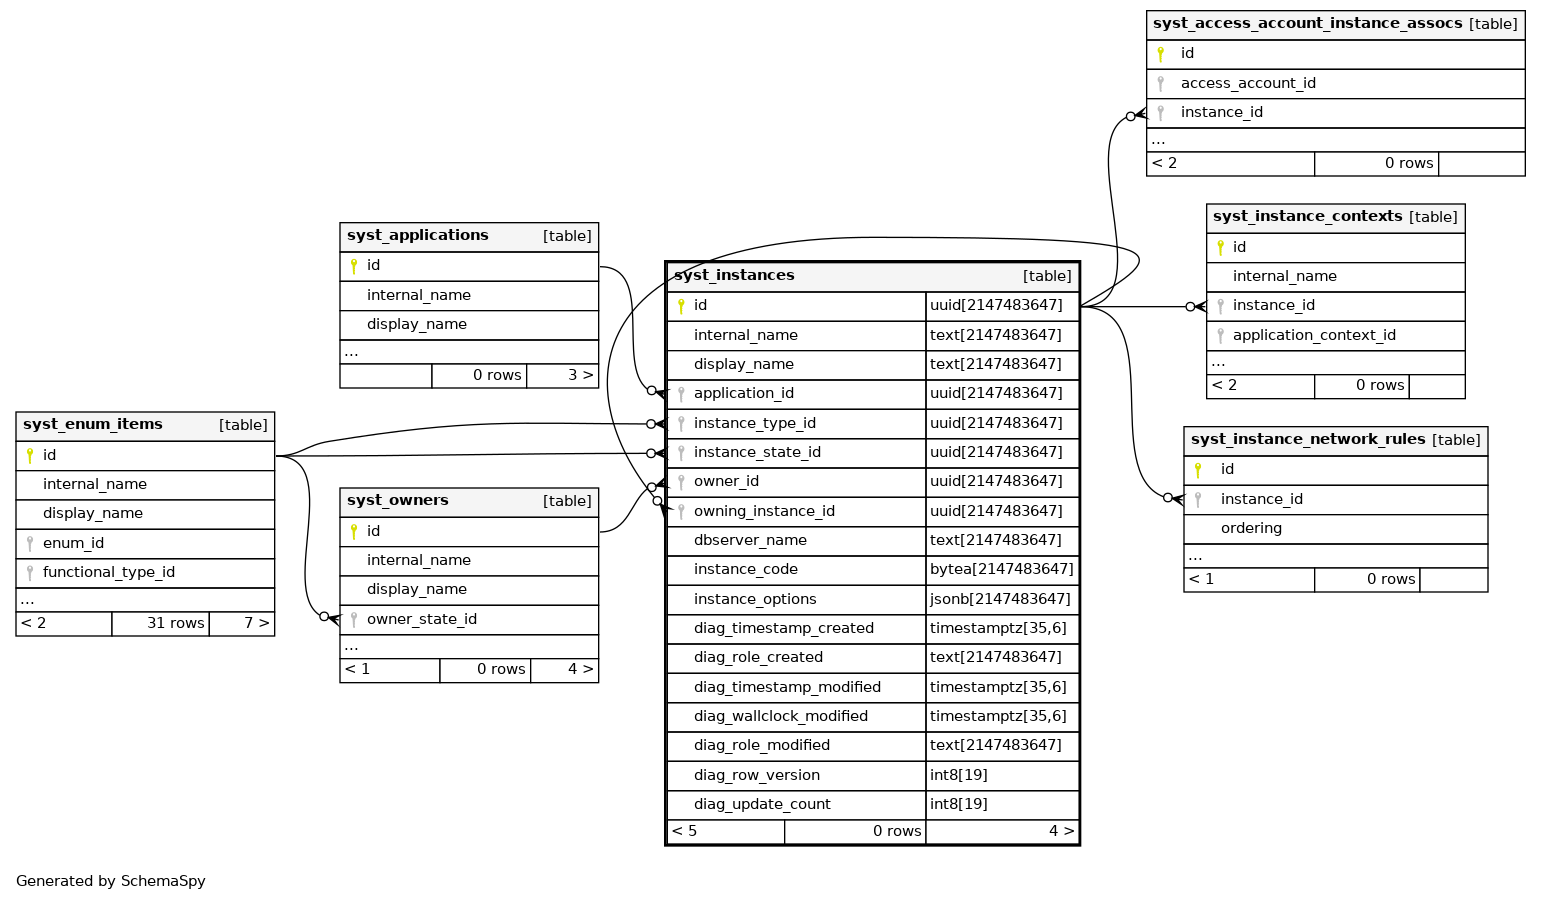 syst_access_account_instance_assocs [table]
id
access_account_id
instance_id
...
< 2 0 rows
syst_instance_contexts [table]
id
internal_name
instance_id
application_context_id
...
< 2 0 rows
syst_applications [table]
id
internal_name
display_name
...
0 rows 3 >
syst_instances [table]
id uuid[2147483647]
internal_name text[2147483647]
display_name text[2147483647]
application_id uuid[2147483647]
instance_type_id uuid[2147483647]
instance_state_id uuid[2147483647]
owner_id uuid[2147483647]
owning_instance_id uuid[2147483647]
dbserver_name text[2147483647]
instance_code bytea[2147483647]
instance_options jsonb[2147483647]
diag_timestamp_created timestamptz[35,6]
diag_role_created text[2147483647]
diag_timestamp_modified timestamptz[35,6]
diag_wallclock_modified timestamptz[35,6]
diag_role_modified text[2147483647]
diag_row_version int8[19]
diag_update_count int8[19]
< 5 0 rows 4 >
syst_enum_items [table]
id
internal_name
display_name
enum_id
functional_type_id
...
< 2 31 rows 7 >
syst_owners [table]
id
internal_name
display_name
owner_state_id
...
< 1 0 rows 4 >
syst_instance_network_rules [table]
id
instance_id
ordering
...
< 1 0 rows
Generated by SchemaSpy